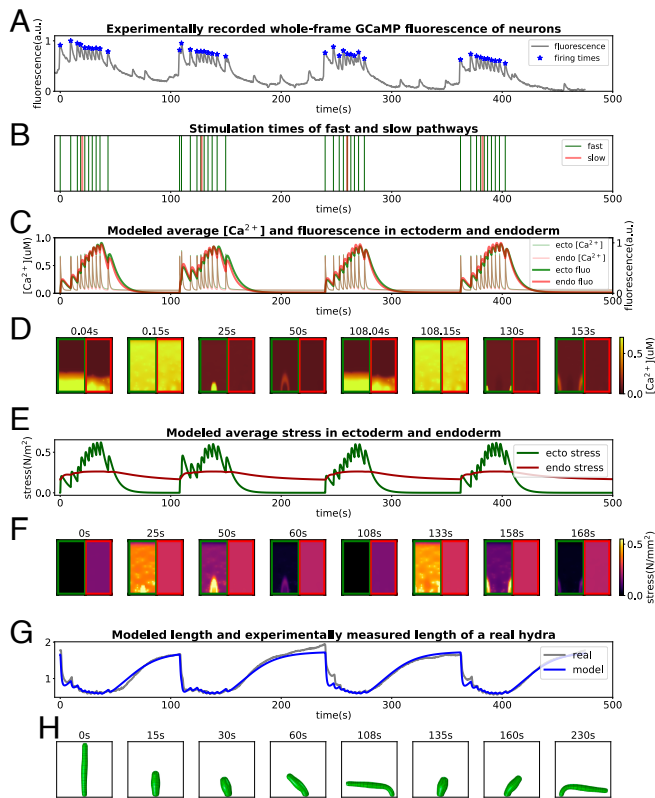 A
Experimentally recorded whole-frame GCaMP fluorescence of neurons
fluorescence(a.u.)
1
0
fluorescence
firing times
0 100 200 300 400 500
time(s)
B
Stimulation times of fast and slow pathways
fast
slow
0 100 200 300 400 500
time(s)
C
Modeled average [Ca²⁺] and fluorescence in ectoderm and endoderm
[Ca²⁺](uM)
1.0
0.5
0.0
ecto [Ca²⁺]
endo [Ca²⁺]
ecto fluo
endo fluo
1.0
0.5
0.0
fluorescence(a.u.)
0 100 200 300 400 500
time(s)
D
0.04s 0.15s 25s 50s 108.04s 108.15s 130s 153s
0.5
0.0
[Ca²⁺](uM)
E
Modeled average stress in ectoderm and endoderm
stress(N/m²)
0.5
0.0
ecto stress
endo stress
0 100 200 300 400 500
time(s)
F
0s 25s 50s 60s 108s 133s 158s 168s
0.5
0.0
stress(N/mm²)
G
Modeled length and experimentally measured length of a real hydra
2
1
real
model
0 100 200 300 400 500
time(s)
H
0s 15s 30s 60s 108s 135s 160s 230s